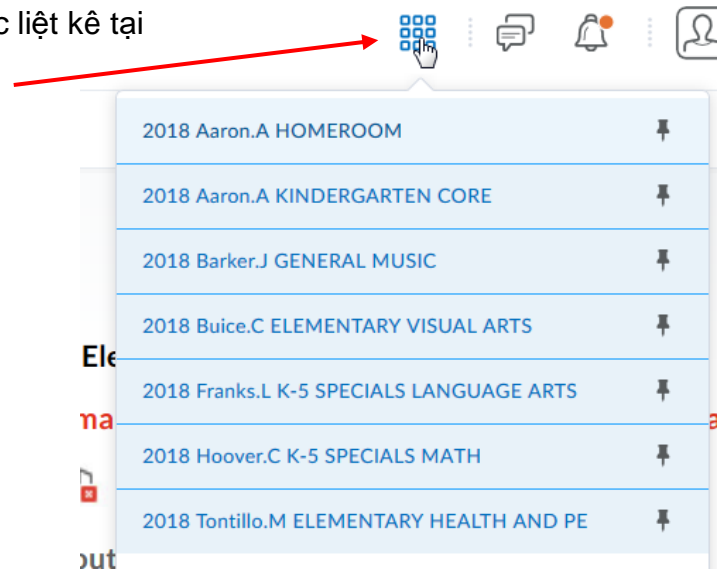 liệt kê tại
2018 Aaron.A HOMEROOM
2018 Aaron.A KINDERGARTEN CORE
2018 Barker.J GENERAL MUSIC
2018 Buice.C ELEMENTARY VISUAL ARTS
2018 Franks.L K-5 SPECIALS LANGUAGE ARTS
2018 Hoover.C K-5 SPECIALS MATH
2018 Tontillo.M ELEMENTARY HEALTH AND PE